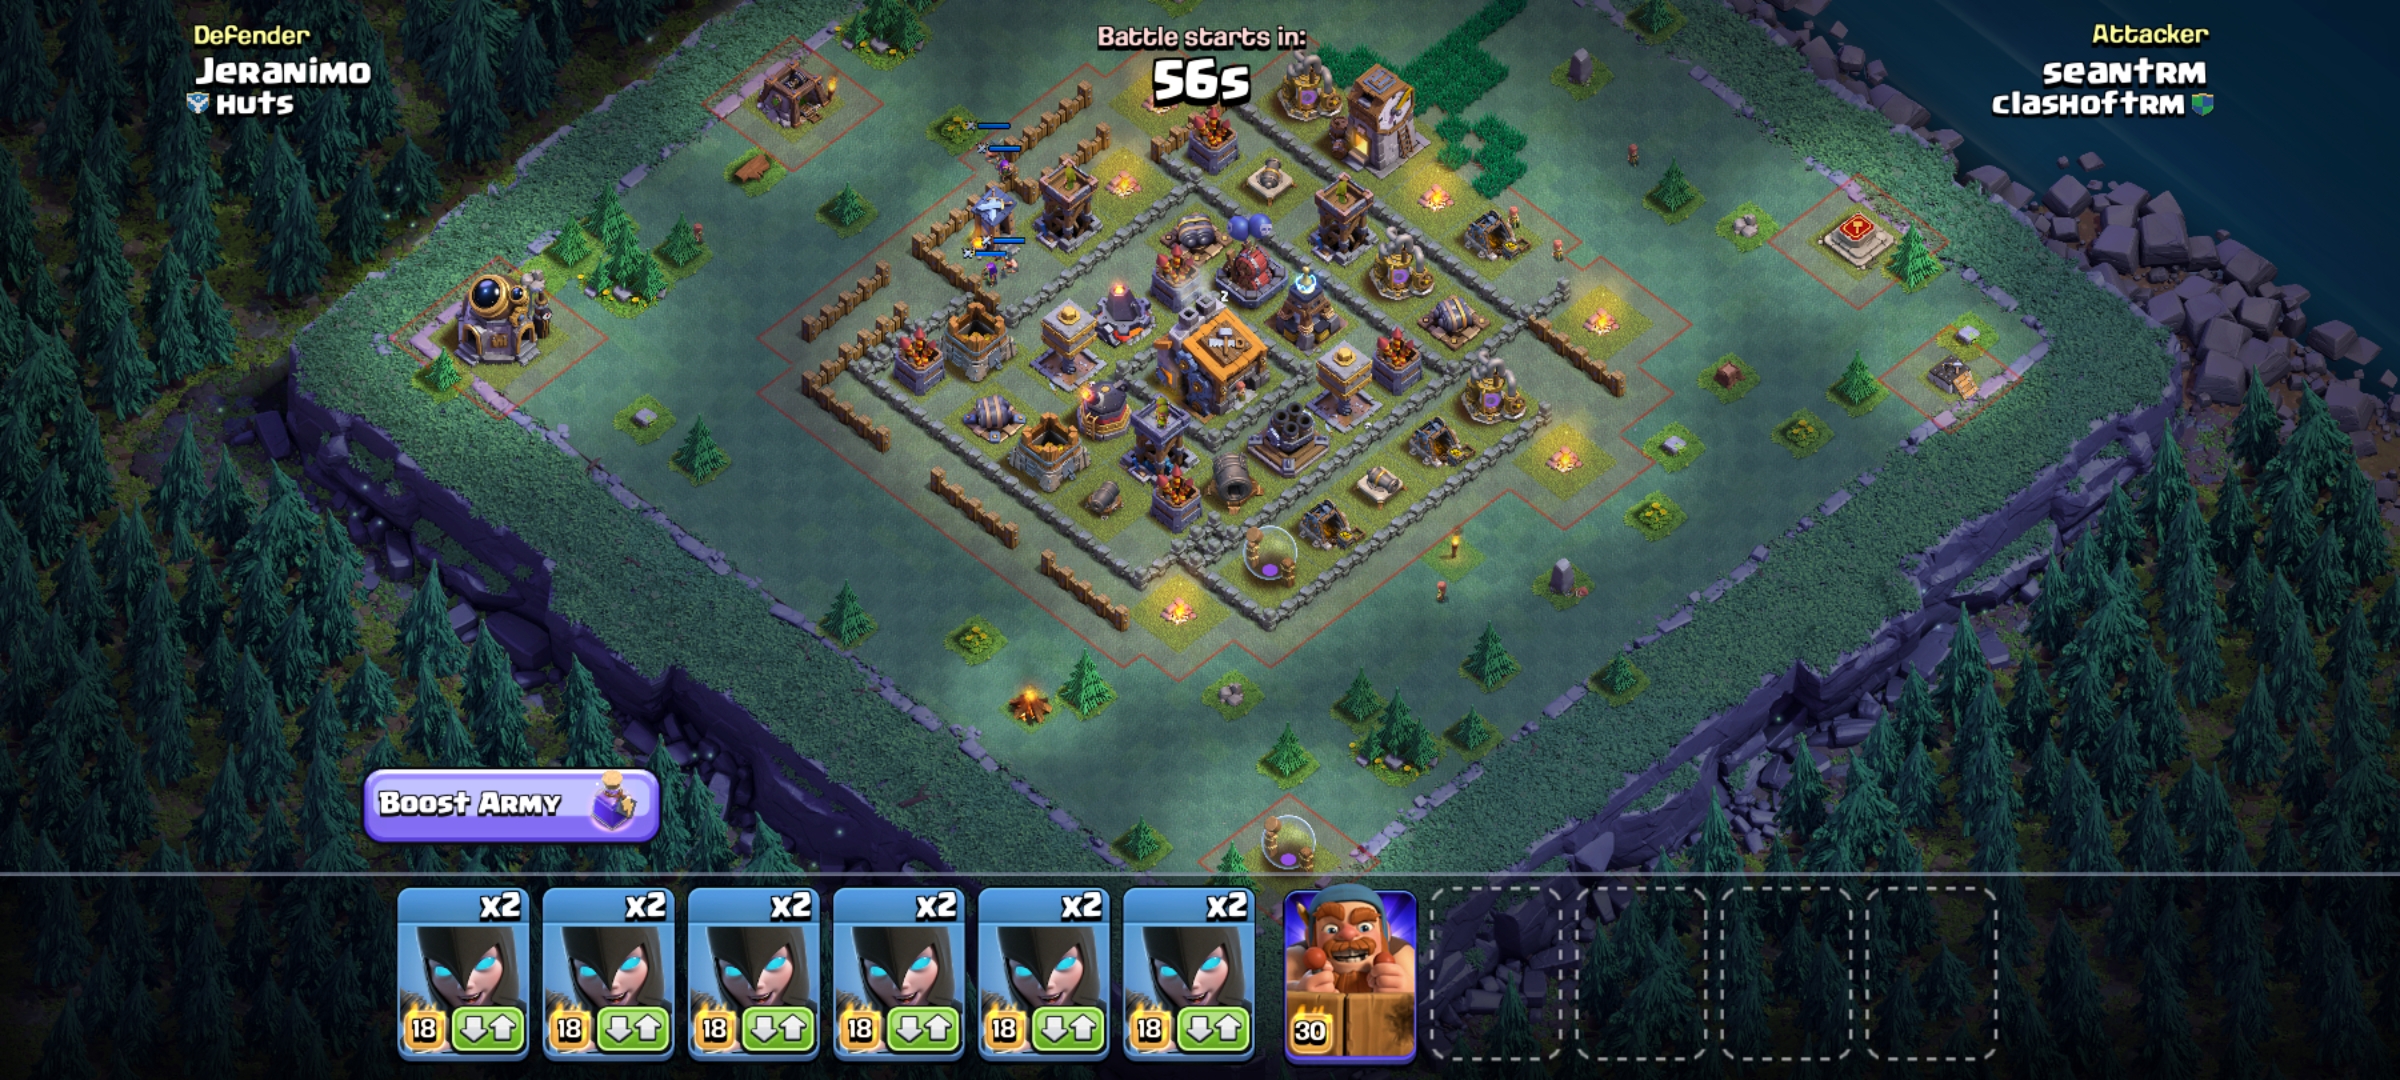 Defender
Jeranimo
Huts
Battle starts in:
56s
Attacker
seantRM
clashoftRM
2
Boost Army
x2
x2
x2
x2
x2
x2
18
18
18
18
18
18
30